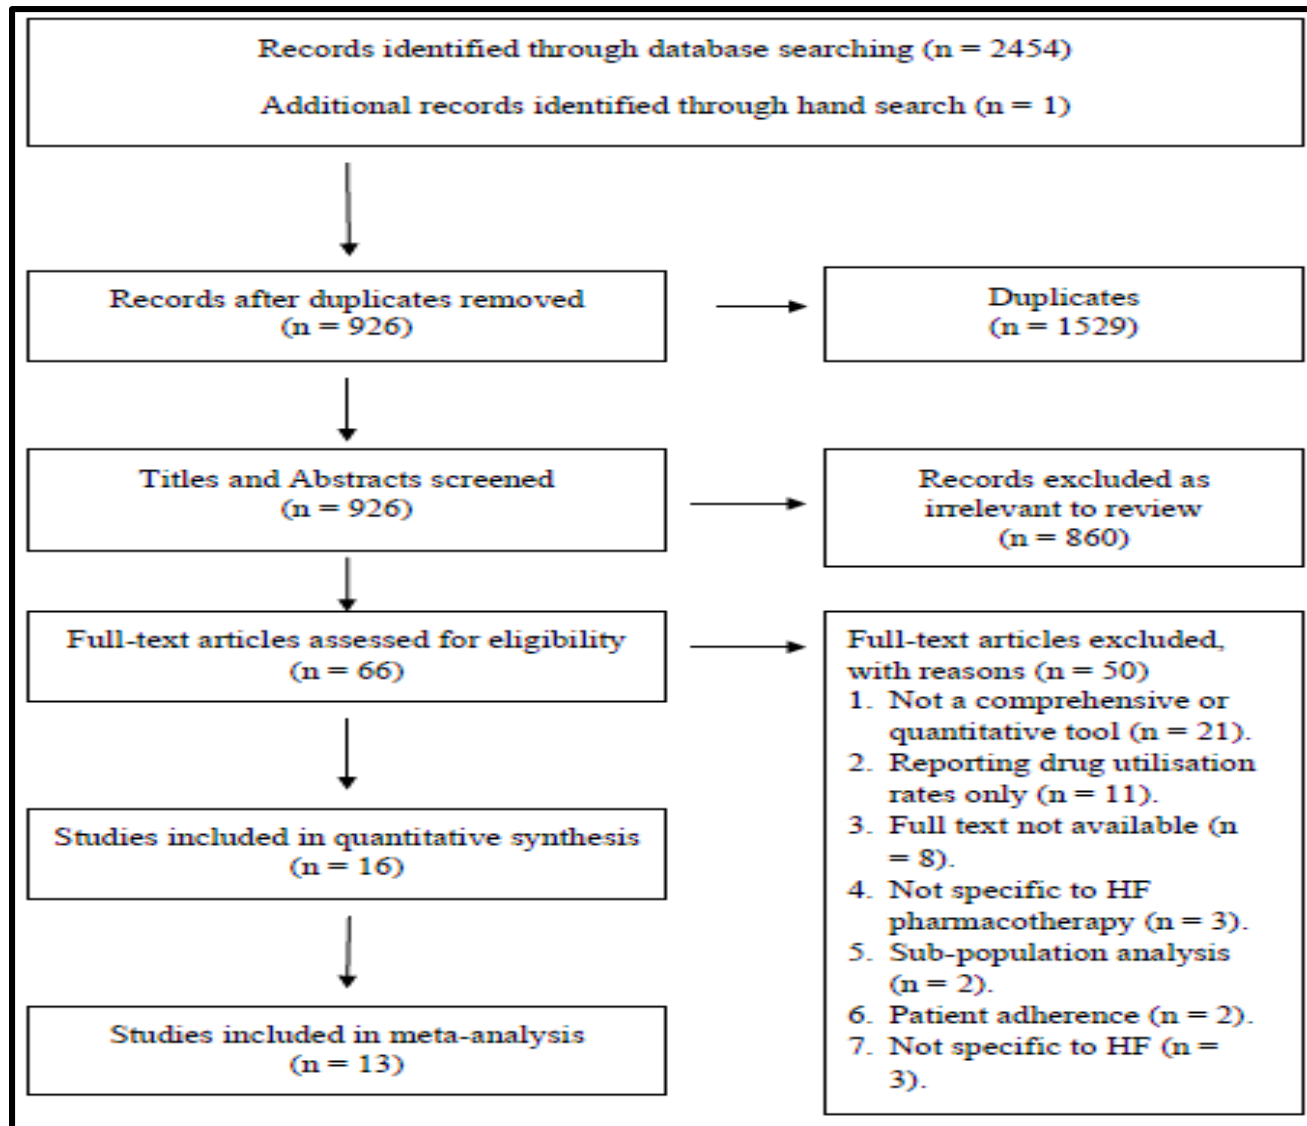 Records identified through database searching (n = 2454)
Additional records identified through hand search (n = 1)
Records after duplicates removed
(n = 926)
Duplicates
(n = 1529)
Titles and Abstracts screened
(n = 926)
Records excluded as
irrelevant to review
(n = 860)
Full-text articles assessed for eligibility
(n = 66)
Full-text articles excluded,
with reasons (n = 50)
1. Not a comprehensive or
quantitative tool (n = 21).
2. Reporting drug utilisation
rates only (n = 11).
3. Full text not available (n
= 8).
4. Not specific to HF
pharmacotherapy (n = 3).
5. Sub-population analysis
(n = 2).
6. Patient adherence (n = 2).
7. Not specific to HF (n =
3).
Studies included in quantitative synthesis
(n = 16)
Studies included in meta-analysis
(n = 13)